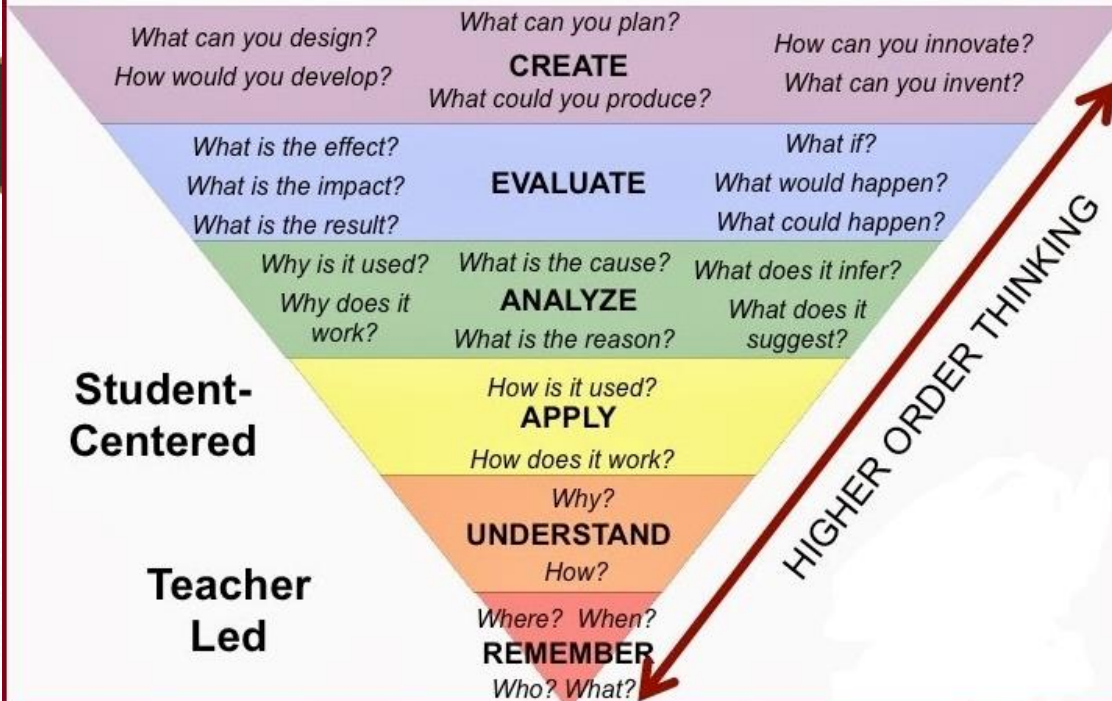 What can you plan?
What can you design?
How can you innovate?
How would you develop?
CREATE
What can you invent?
What could you produce?
What is the effect?
What if?
What is the impact?
EVALUATE
What would happen?
What is the result?
What could happen?
Why is it used?
What is the cause?
What does it infer?
Why does it
work?
ANALYZE
What does it
suggest?
What is the reason?
Student-
Centered
How is it used?
APPLY
How does it work?
HIGHER ORDER THINKING
Why?
UNDERSTAND
How?
Teacher
Led
Where? When?
REMEMBER
Who? What?